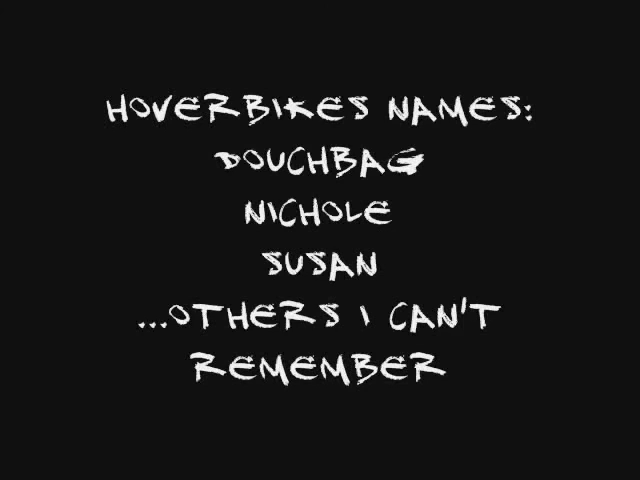 HOVERBIKES NAMES:
DOUCHBAG
NICHOLE
SUSAN
...OTHERS I CAN'T
REMEMBER